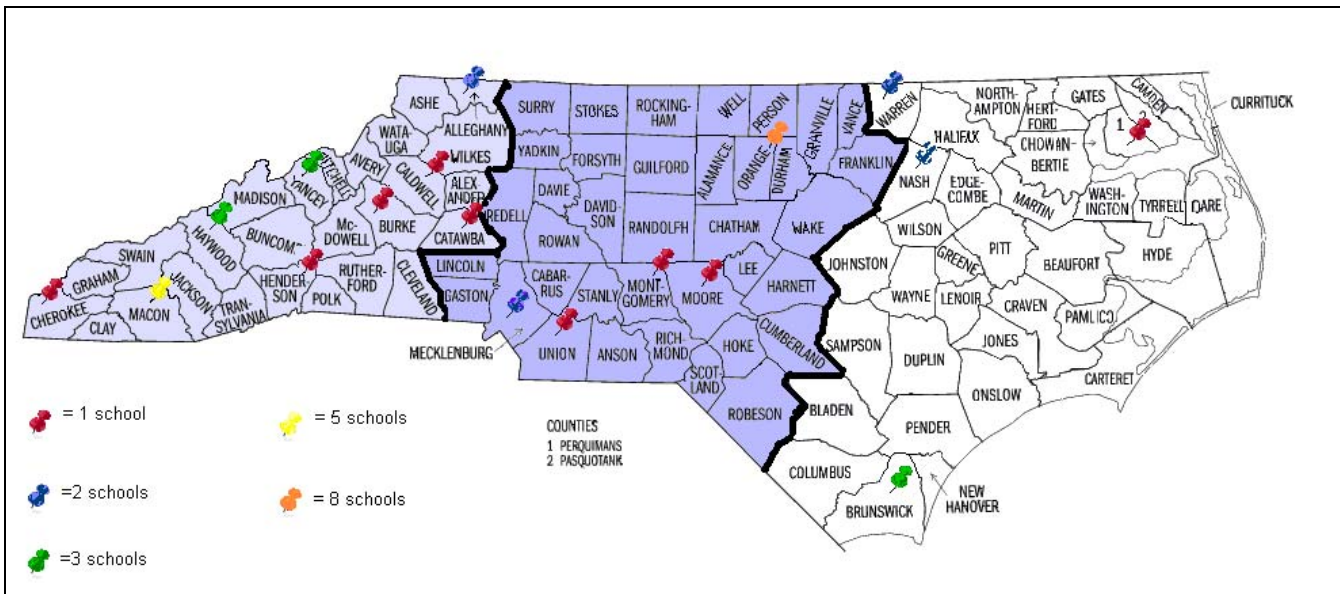 ASHE
ALLEGHANY
SURRY
STOKES
ROCKING-
HAM
WELL
PERSON
GRANVILLE
VANCE
WARREN
NORTH-
AMPTON
HERT-
FORD
GATES
CAMDEN
CURRITUCK
WATA-
UGA
WILKES
YADKIN
FORSYTH
GUILFORD
ALAMANCE
ORANGE
DURHAM
FRANKLIN
HALIFAX
CHOWAN-
BERTIE
1
2
MITCHELL
AVERY
CALDWELL
ALEX-
ANDER
IREDELL
DAVIE
DAVID-
SON
RANDOLPH
CHATHAM
WAKE
NASH
EDGE-
COMBE
MARTIN
WASH-
INGTON
TYRRELL
DARE
MADISON
YANCEY
MC-
DOWELL
BURKE
CATAWBA
ROWAN
WILSON
PITT
BEAUFORT
HYDE
SWAIN
HAYWOOD
BUNCOMB
LINCOLN
CABAR-
RUS
STANLY
MONT-
GOMERY
MOORE
LEE
HARNETT
JOHNSTON
GREENE
GRAHAM
JACKSON
HENDER-
SON
RUTHER-
FORD
CLEVELAND
GASTON
WAYNE
LENOIR
CRAVEN
PAMLICO
CHEROKEE
MACON
TRAN-
SYLVANIA
POLK
CLAY
MECKLENBURG
UNION
ANSON
RICH-
MOND
HOKE
CUMBERLAND
SAMPSON
DUPLIN
JONES
SCOT-
LAND
ONSLOW
CARTERET
ROBESON
BLADEN
PENDER
COLUMBUS
BRUNSWICK
NEW
HANOVER
COUNTIES
1 PERQUIMANS
2 PASQUOTANK
= 1 school
= 5 schools
=2 schools
= 8 schools
=3 schools